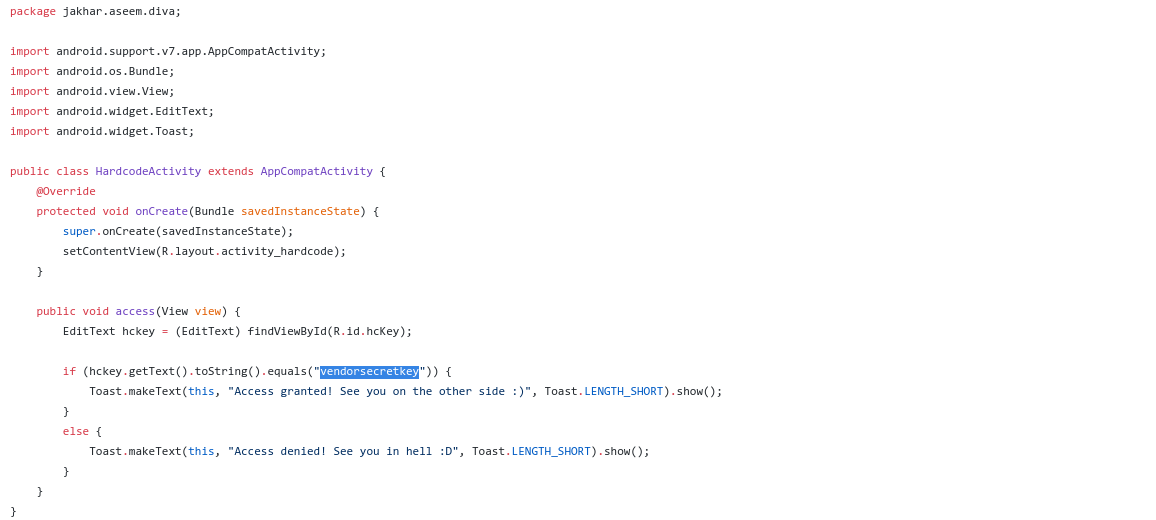 package jakhar.aseem.diva;
import android.support.v7.app.AppCompatActivity;
import android.os.Bundle;
import android.view.View;
import android.widget.EditText;
import android.widget.Toast;
public class HardcodeActivity extends AppCompatActivity {
@Override
protected void onCreate(Bundle savedInstanceState) {
super.onCreate(savedInstanceState);
setContentView(R.layout.activity_hardcode);
}
public void access(View view) {
EditText hckey = (EditText) findViewById(R.id.hcKey);
if (hckey.getText().toString().equals("vendorsecretkey")) {
Toast.makeText(this, "Access granted! See you on the other side :)", Toast.LENGTH_SHORT).show();
}
else {
Toast.makeText(this, "Access denied! See you in hell :D", Toast.LENGTH_SHORT).show();
}
}
}